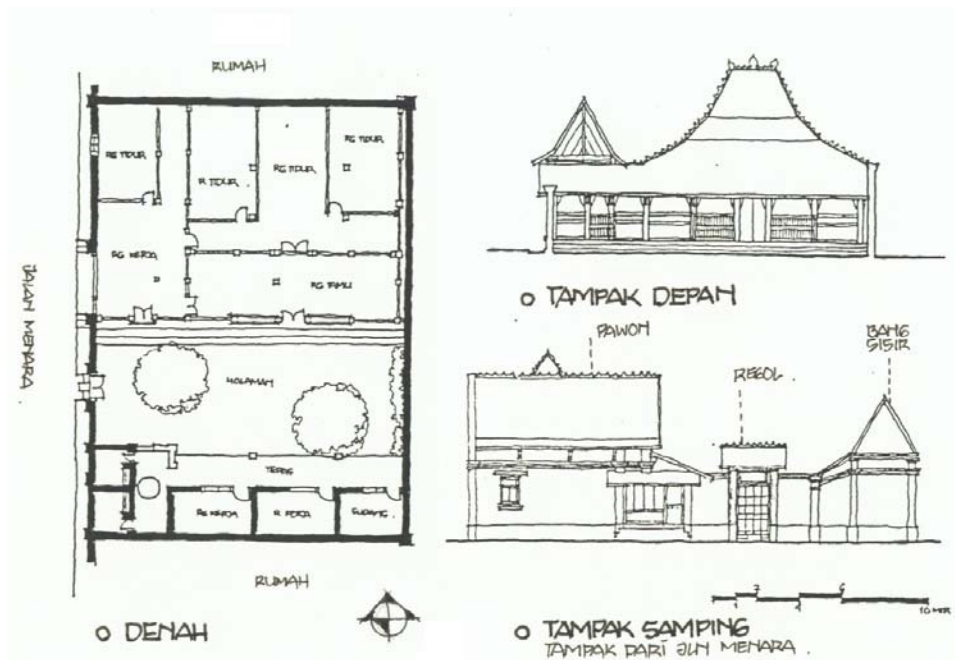 RUMAH
RG TIDUR
R TIDUR
RG TIDUR
RG TIDUR
RG KERJA
RG TAMU
JALAN MENARA
HALAMAN
TERAS
RG KERJA
R KERJA
GUDANG
RUMAH
DENAH
TAMPAK DEPAN
PAWON
REGOL
BANG
SISIR
10 MTR
TAMPAK SAMPING
TAMPAK DARI JLN MENARA